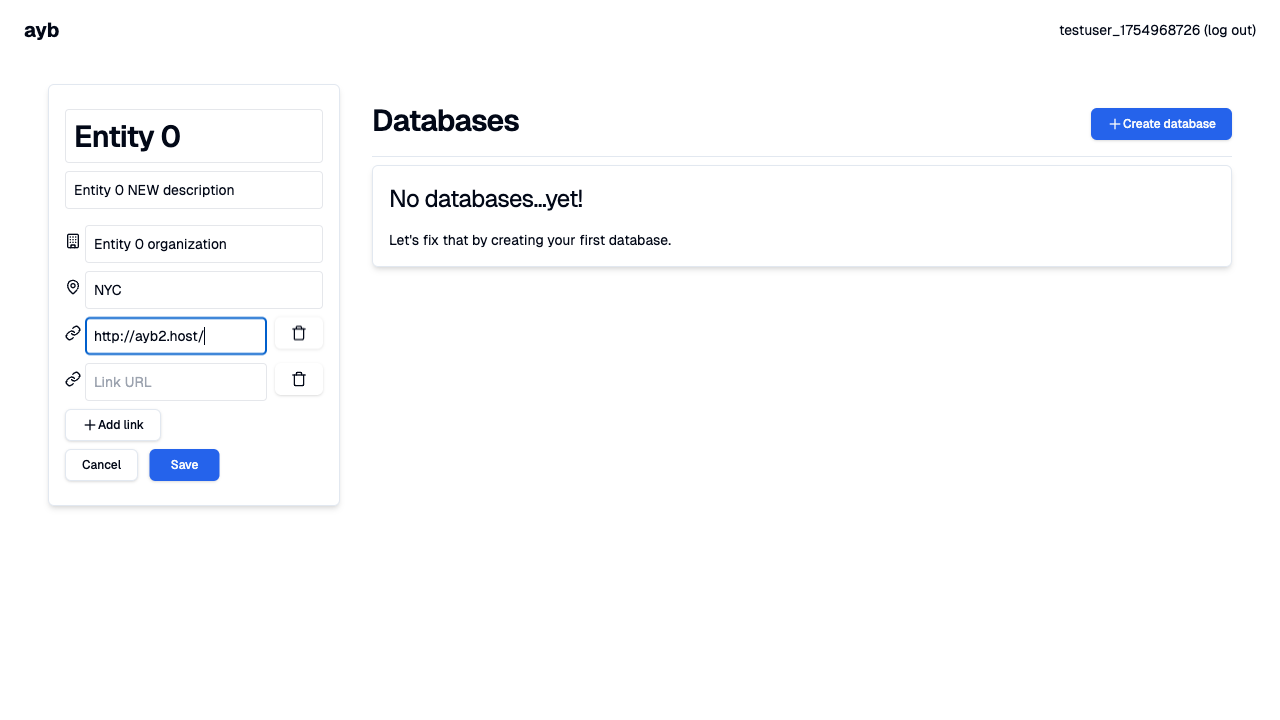 ayb
testuser_1754968726 (log out)
Entity 0
Entity 0 NEW description
Entity 0 organization
NYC
http://ayb2.host/
Link URL
Add link
Cancel
Save
Databases
Create database
No databases...yet!
Let's fix that by creating your first database.